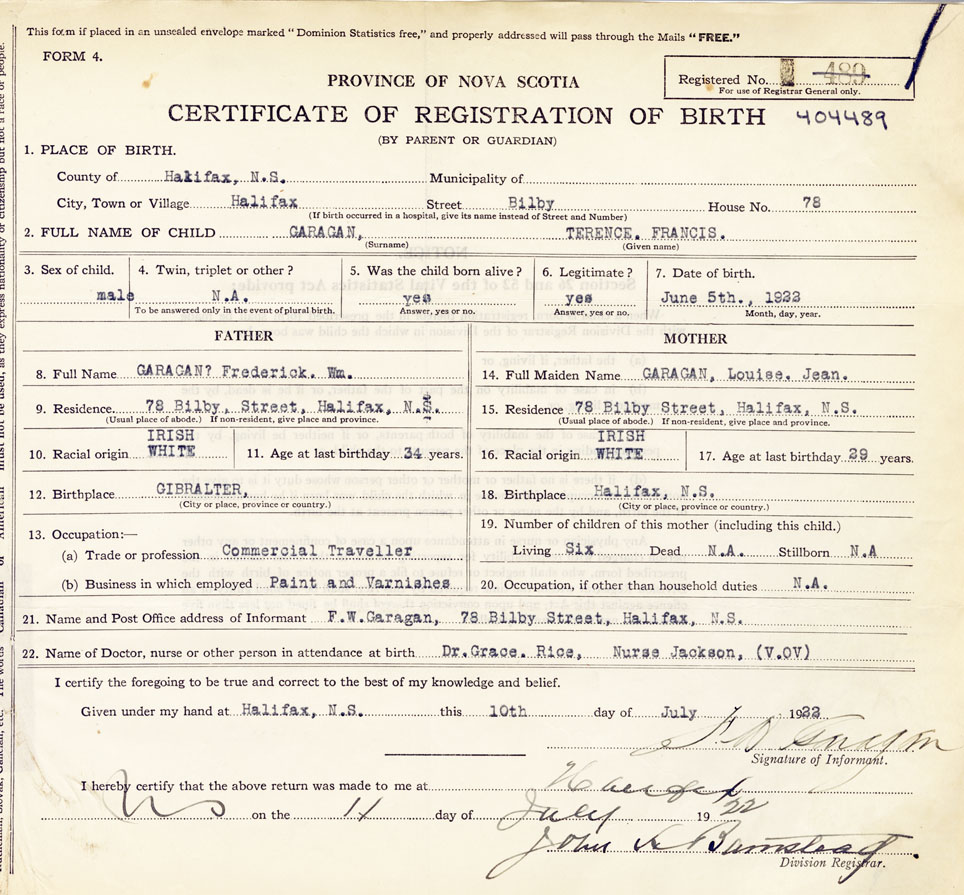 This form if placed in an unsealed envelope marked "Dominion Statistics free," and properly addressed will pass through the Mails "FREE."
FORM 4.
PROVINCE OF NOVA SCOTIA
Registered No. 489
For use of Registrar General only.
CERTIFICATE OF REGISTRATION OF BIRTH 404489
(BY PARENT OR GUARDIAN)
1. PLACE OF BIRTH.
County of Halifax, N.S. Municipality of
City, Town or Village Halifax Street Bilby House No. 78
(If birth occurred in a hospital, give its name instead of Street and Number)
2. FULL NAME OF CHILD GARAGAN, TERENCE. FRANCIS.
(Surname) (Given name)
3. Sex of child. 4. Twin, triplet or other? 5. Was the child born alive? 6. Legitimate? 7. Date of birth.
male N.A. yes yes June 5th., 1922
To be answered only in the event of plural birth. Answer, yes or no. Answer, yes or no. Month, day, year.
FATHER MOTHER
8. Full Name GARAGAN? Frederick. Wm. 14. Full Maiden Name GARAGAN, Louise. Jean.
9. Residence 78 Bilby, Street, Halifax, N.S. 15. Residence 78 Bilby Street, Halifax, N.S.
(Usual place of abode.) If non-resident, give place and province. (Usual place of abode.) If non-resident, give place and province.
IRISH IRISH
10. Racial origin WHITE 11. Age at last birthday 34 years. 16. Racial origin WHITE 17. Age at last birthday 29 years.
12. Birthplace GIBRALTER, 18. Birthplace Halifax, N.S.
(City or place, province or country.) (City or place, province or country.)
13. Occupation:— 19. Number of children of this mother (including this child.)
(a) Trade or profession Commercial Traveller Living Six Dead N.A. Stillborn N.A
(b) Business in which employed Paint and Varnishes 20. Occupation, if other than household duties N.A.
21. Name and Post Office address of Informant F.W.Garagan, 78 Bilby Street, Halifax, N.S.
22. Name of Doctor, nurse or other person in attendance at birth Dr.Grace. Rice, Nurse Jackson, (V.OV)
I certify the foregoing to be true and correct to the best of my knowledge and belief.
Given under my hand at Halifax, N.S. this 10th day of July 1922
Signature of Informant.
I hereby certify that the above return was made to me at Halifax
NS on the 11 day of July 1922
John A Barnstead
Division Registrar.